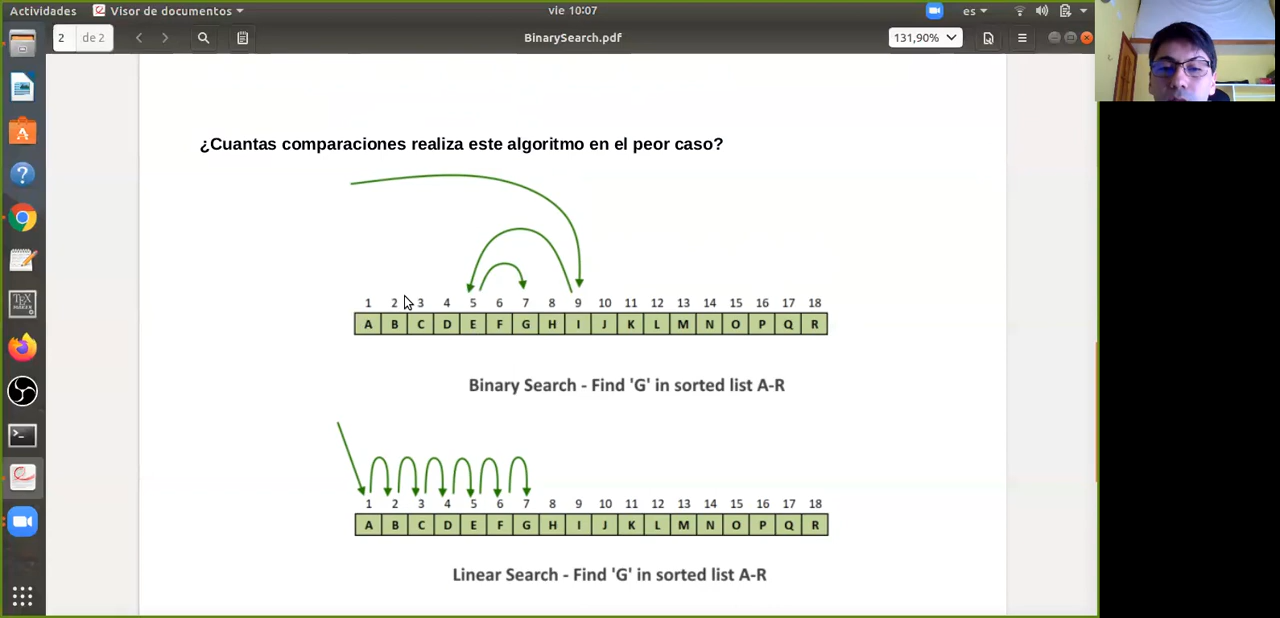 Actividades Visor de documentos vie 10:07 es
2 de 2 BinarySearch.pdf 131,90%
¿Cuantas comparaciones realiza este algoritmo en el peor caso?
1 2 3 4 5 6 7 8 9 10 11 12 13 14 15 16 17 18
A B C D E F G H I J K L M N O P Q R
Binary Search - Find 'G' in sorted list A-R
1 2 3 4 5 6 7 8 9 10 11 12 13 14 15 16 17 18
A B C D E F G H I J K L M N O P Q R
Linear Search - Find 'G' in sorted list A-R